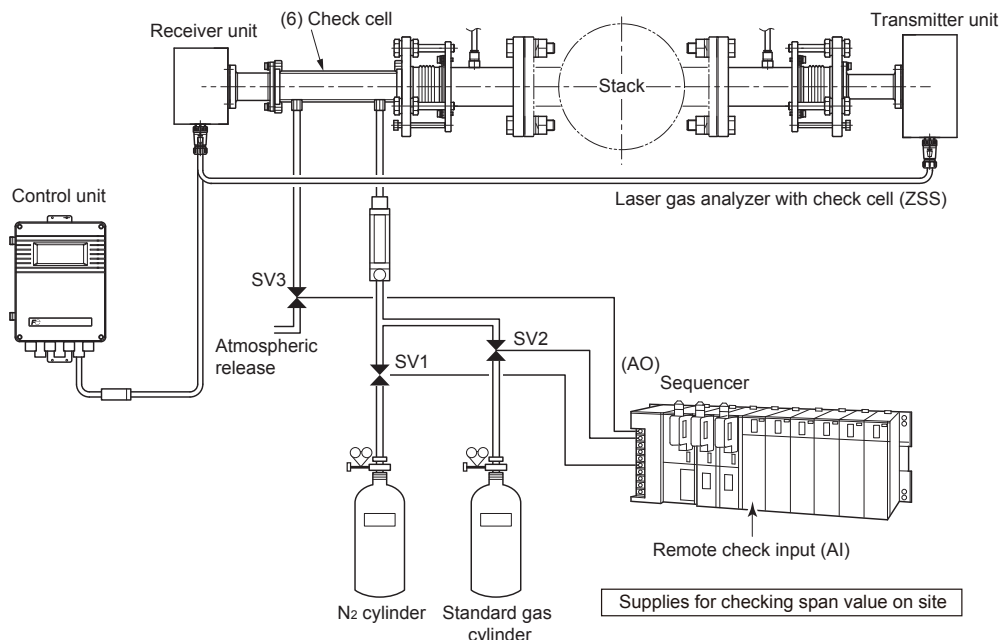 (6) Check cell
Receiver unit
Transmitter unit
Stack
Control unit
Laser gas analyzer with check cell (ZSS)
SV3
Atmospheric
release
SV1
SV2
(AO)
Sequencer
Remote check input (AI)
N2 cylinder
Standard gas
cylinder
Supplies for checking span value on site